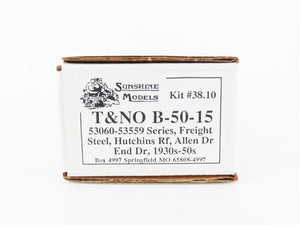 Sunshine
Models
Kit #38.10
T&NO B-50-15
53060-53559 Series, Freight
Steel, Hutchins Rf, Allen Dr
End Dr, 1930s-50s
Box 4997 Springfield MO 65808-4997